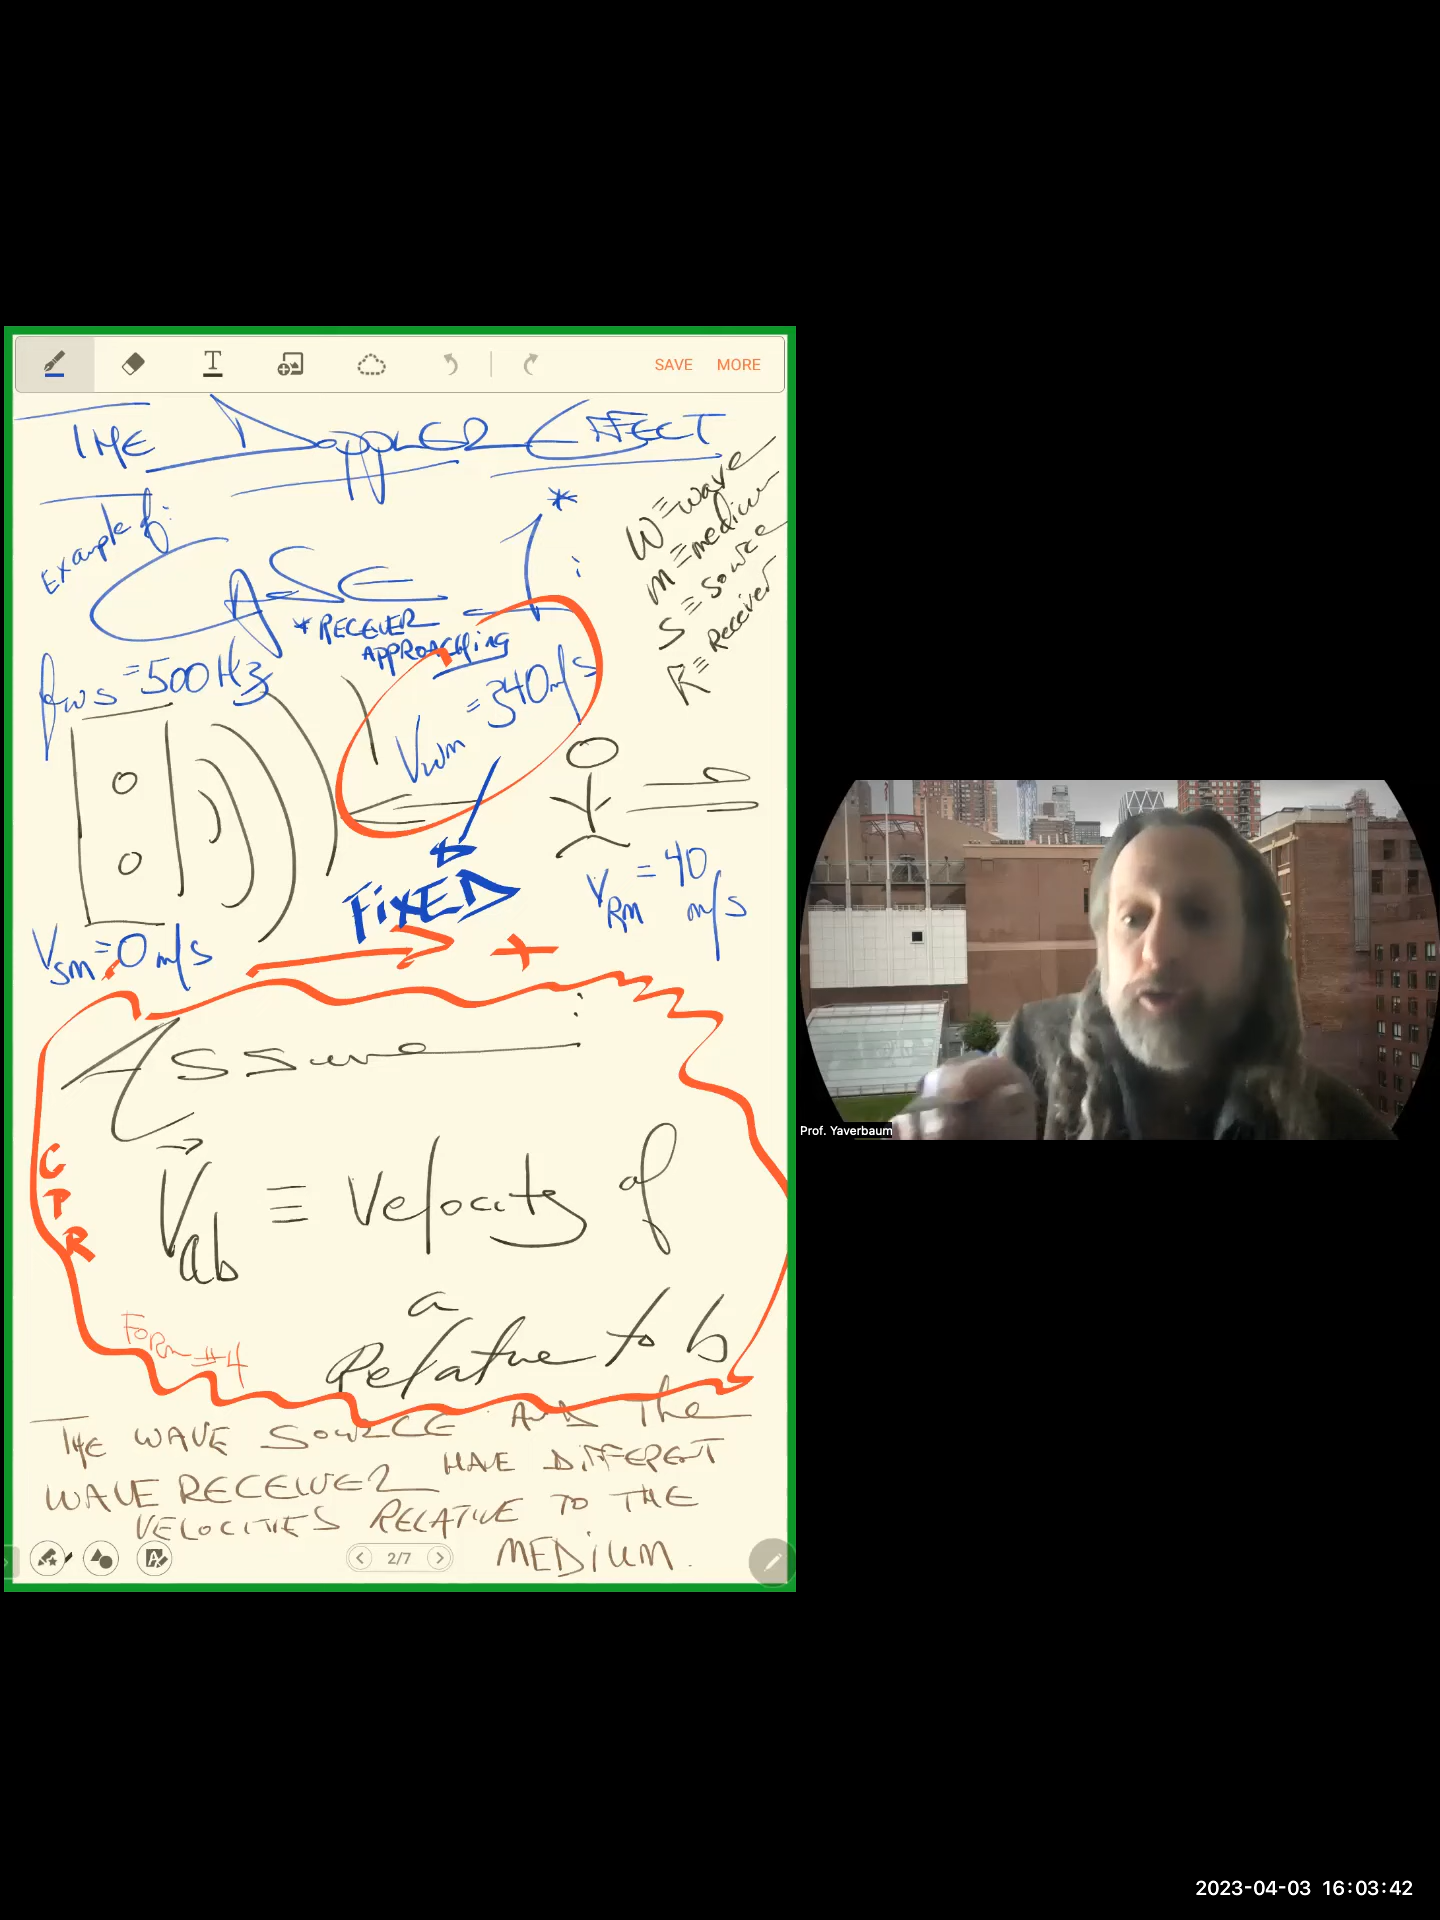 T
SAVE MORE
THE DOPPLER EFFECT
Example of:
CASE 1: *
* RECEIVER
APPROACHING
W ≡ wave
m ≡ medium
S ≡ source
R ≡ Receiver
fws = 500 Hz
Vwm = 340 m/s
FIXED
VRm = 40 m/s
Vsm = 0 m/s
+
Assume:
CPR
Vab ≡ Velocity of
a
Relative to b
Form #4
THE WAVE SOURCE AND The
WAVE RECEIVER HAVE DIFFERENT
VELOCITIES RELATIVE TO THE
MEDIUM.
2/7
Prof. Yaverbaum
2023-04-03 16:03:42